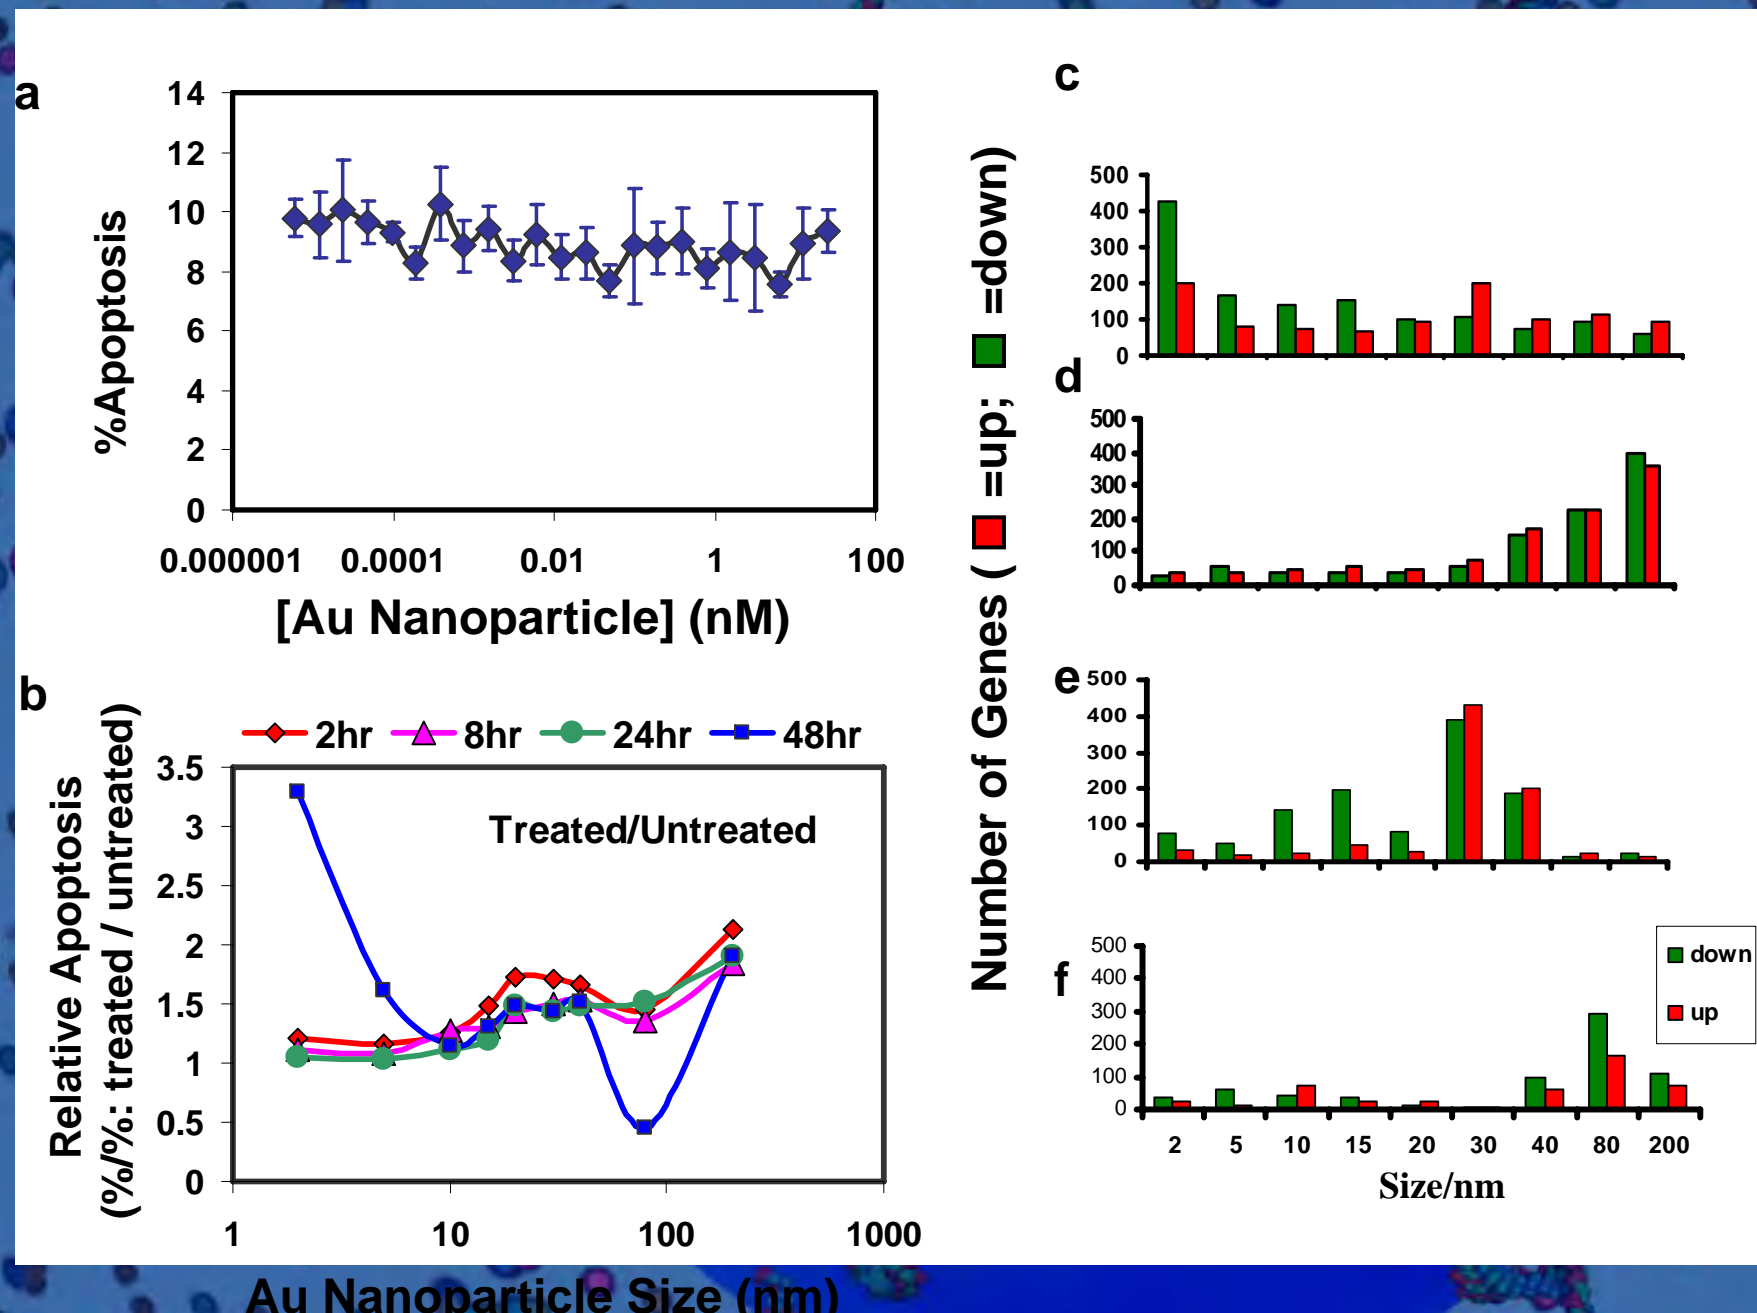 a
14
12
10
8
6
4
2
0
%Apoptosis
0.000001 0.0001 0.01 1 100
[Au Nanoparticle] (nM)
b
2hr 8hr 24hr 48hr
Relative Apoptosis
(%/%: treated / untreated)
3.5
3
2.5
2
1.5
1
0.5
0
Treated/Untreated
1 10 100 1000
Au Nanoparticle Size (nm)
Number of Genes ( =up; =down)
c
500
400
300
200
100
0
d
500
400
300
200
100
0
e
500
400
300
200
100
0
f
500
400
300
200
100
0
down
up
2 5 10 15 20 30 40 80 200
Size/nm